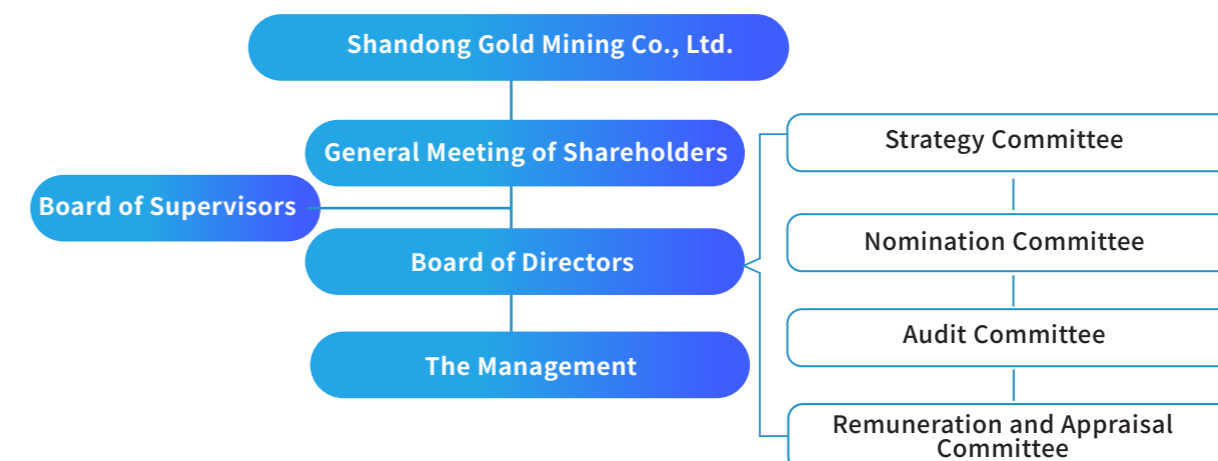 Shandong Gold Mining Co., Ltd.
General Meeting of Shareholders
Board of Supervisors
Board of Directors
The Management
Strategy Committee
Nomination Committee
Audit Committee
Remuneration and Appraisal
Committee